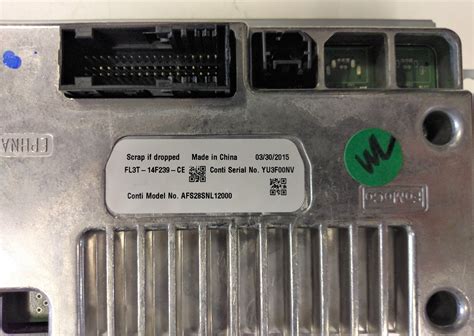 Scrap if dropped Made in China 03/30/2015
FL3T-14F239-CE Conti Serial No. YU3F00NV
Conti Model No. AFS28SNL12000
FOMOCO